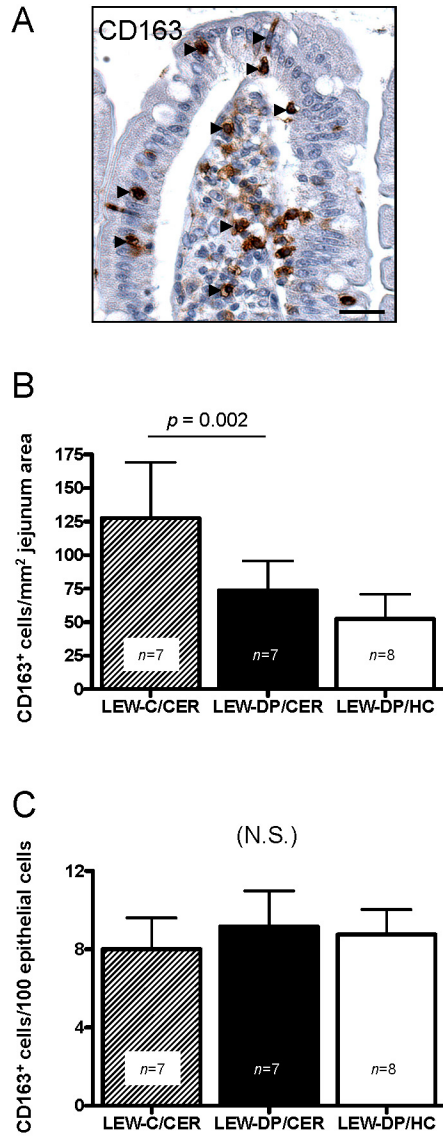 A
CD163
B
p = 0.002
CD163+ cells/mm2 jejunum area
175
150
125
100
75
50
25
0
n=7
n=7
n=8
LEW-C/CER
LEW-DP/CER
LEW-DP/HC
C
(N.S.)
CD163+ cells/100 epithelial cells
12
8
4
0
n=7
n=7
n=8
LEW-C/CER
LEW-DP/CER
LEW-DP/HC